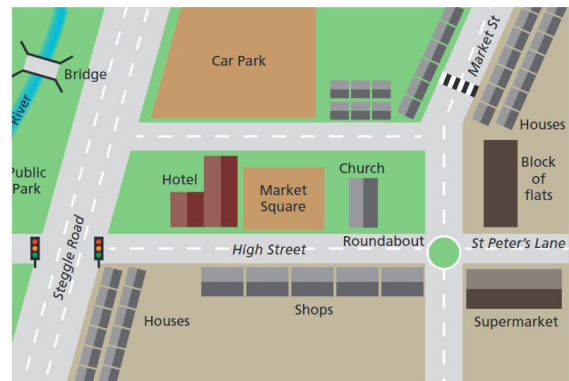 Car Park
Market St
Bridge
River
Houses
Public
Park
Hotel
Church
Block
of
flats
Market
Square
Steggle Road
High Street
Roundabout
St Peter's Lane
Houses
Shops
Supermarket